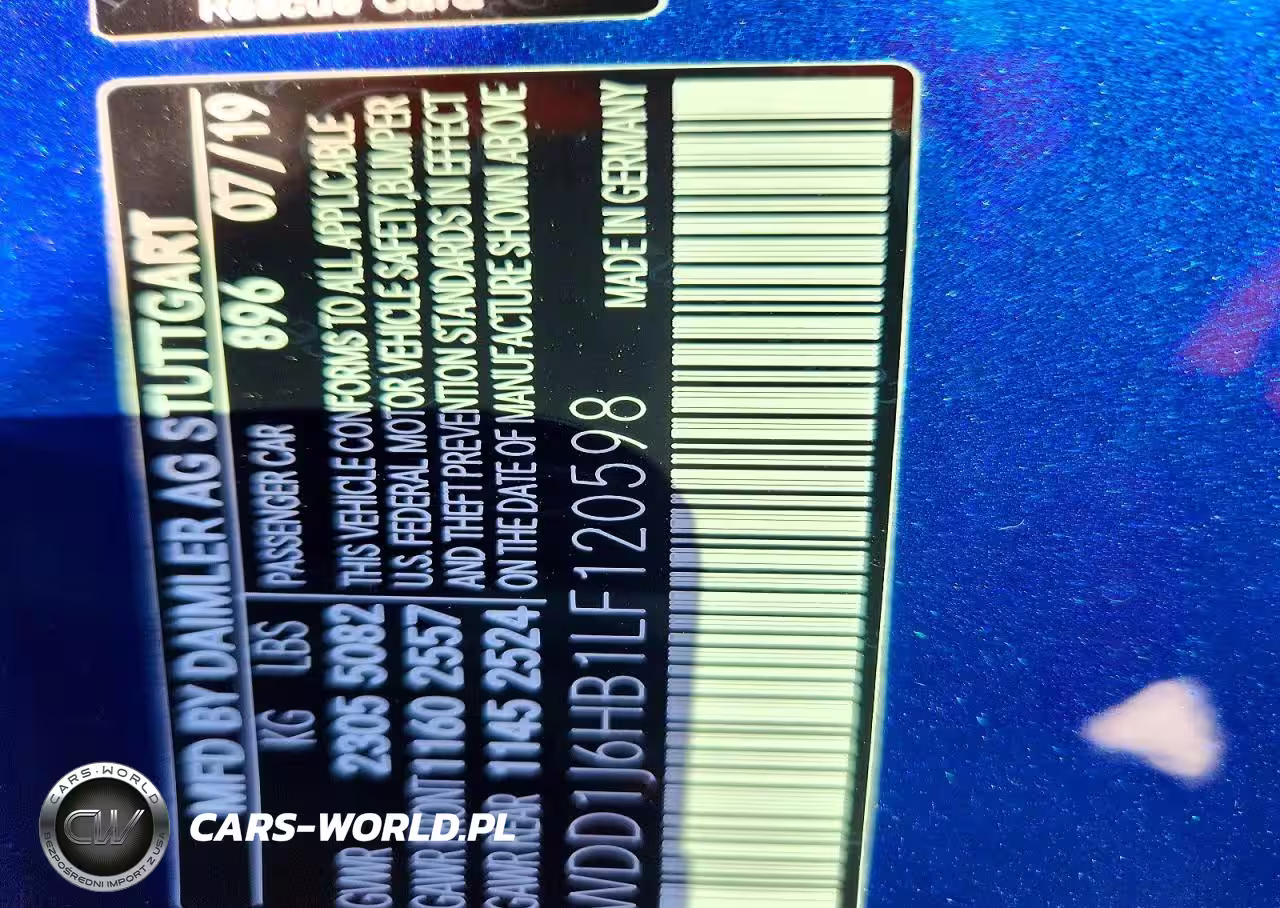 Rescue Card
MFD BY DAIMLER AG STUTTGART
KG LBS PASSENGER CAR 896 07/19
GVWR 2305 5082 THIS VEHICLE CONFORMS TO ALL APPLICABLE
GAWR FRONT 1160 2557 U.S. FEDERAL MOTOR VEHICLE SAFETY,BUMPER
GAWR REAR 1145 2524 AND THEFT PREVENTION STANDARDS IN EFFECT
ON THE DATE OF MANUFACTURE SHOWN ABOVE
WDD1J6HB1LF120598 MADE IN GERMANY
CARS-WORLD
CW
BEZPOŚREDNI IMPORT Z USA
CARS-WORLD.PL